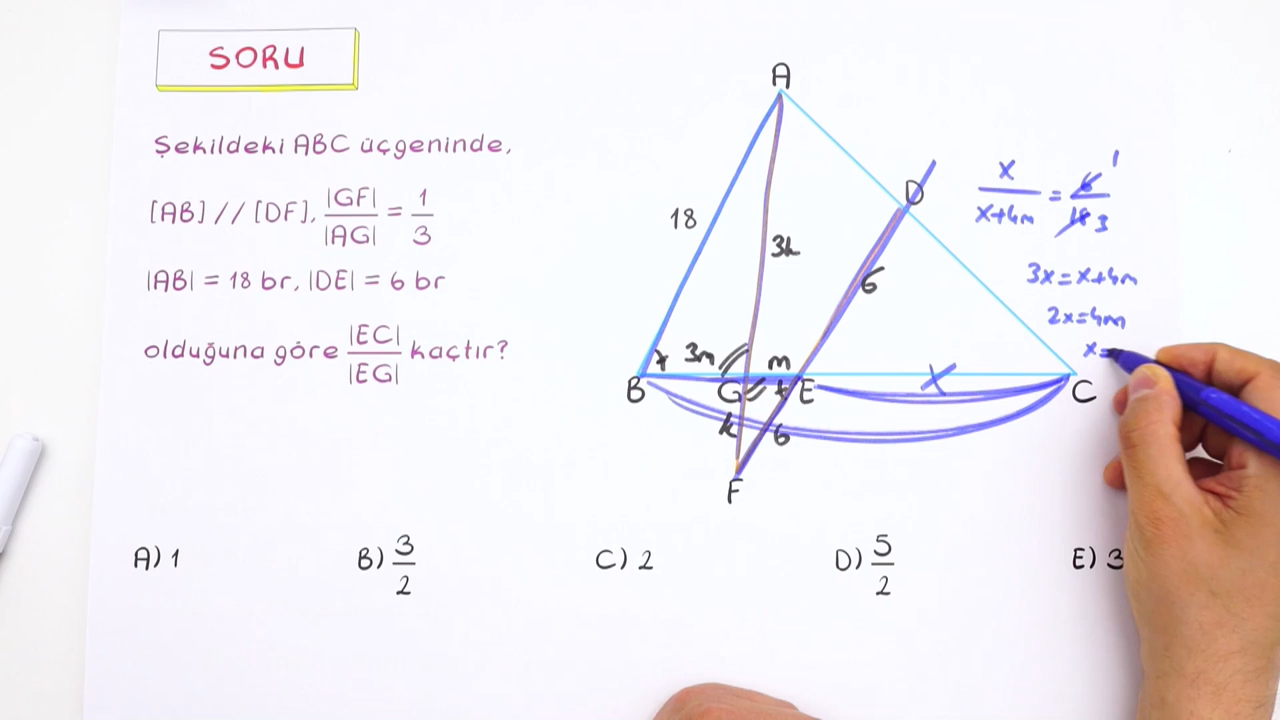 SORU
Şekildeki ABC üçgeninde,
[AB] // [DF], |GF| / |AG| = 1 / 3
|AB| = 18 br, |DE| = 6 br
olduğuna göre |EC| / |EG| kaçtır?
A
18
3k
D
6
B
3m
G
m
E
x
C
k
6
F
x / x+4m = 6 / 18 1 3
3x=x+4m
2x=4m
x=
A) 1
B) 3 / 2
C) 2
D) 5 / 2
E) 3